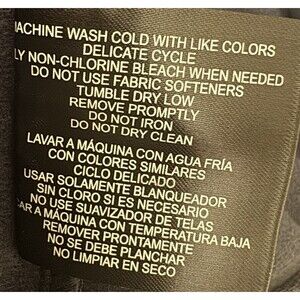 MACHINE WASH COLD WITH LIKE COLORS
DELICATE CYCLE
LY NON-CHLORINE BLEACH WHEN NEEDED
DO NOT USE FABRIC SOFTENERS
TUMBLE DRY LOW
REMOVE PROMPTLY
DO NOT IRON
DO NOT DRY CLEAN
LAVAR A MÁQUINA CON AGUA FRÍA
CON COLORES SIMILARES
CICLO DELICADO
USAR SOLAMENTE BLANQUEADOR
SIN CLORO SI ES NECESARIO
NO USE SUAVIZADOR DE TELAS
AR A MÁQUINA CON TEMPERATURA BAJA
REMOVER PRONTAMENTE
NO SE DEBE PLANCHAR
NO LIMPIAR EN SECO